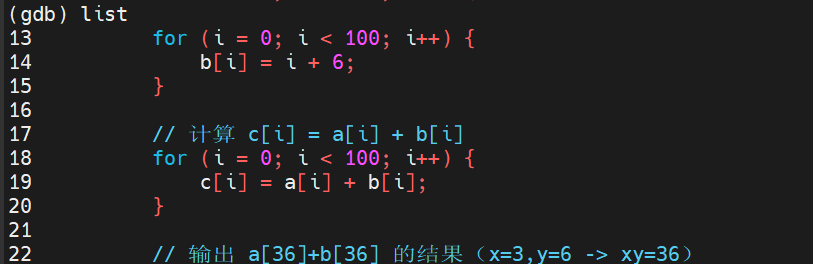 (gdb) list
13          for (i = 0; i < 100; i++) {
14              b[i] = i + 6;
15          }
16
17          // 计算 c[i] = a[i] + b[i]
18          for (i = 0; i < 100; i++) {
19              c[i] = a[i] + b[i];
20          }
21
22          // 输出 a[36]+b[36] 的结果（x=3,y=6 -> xy=36）